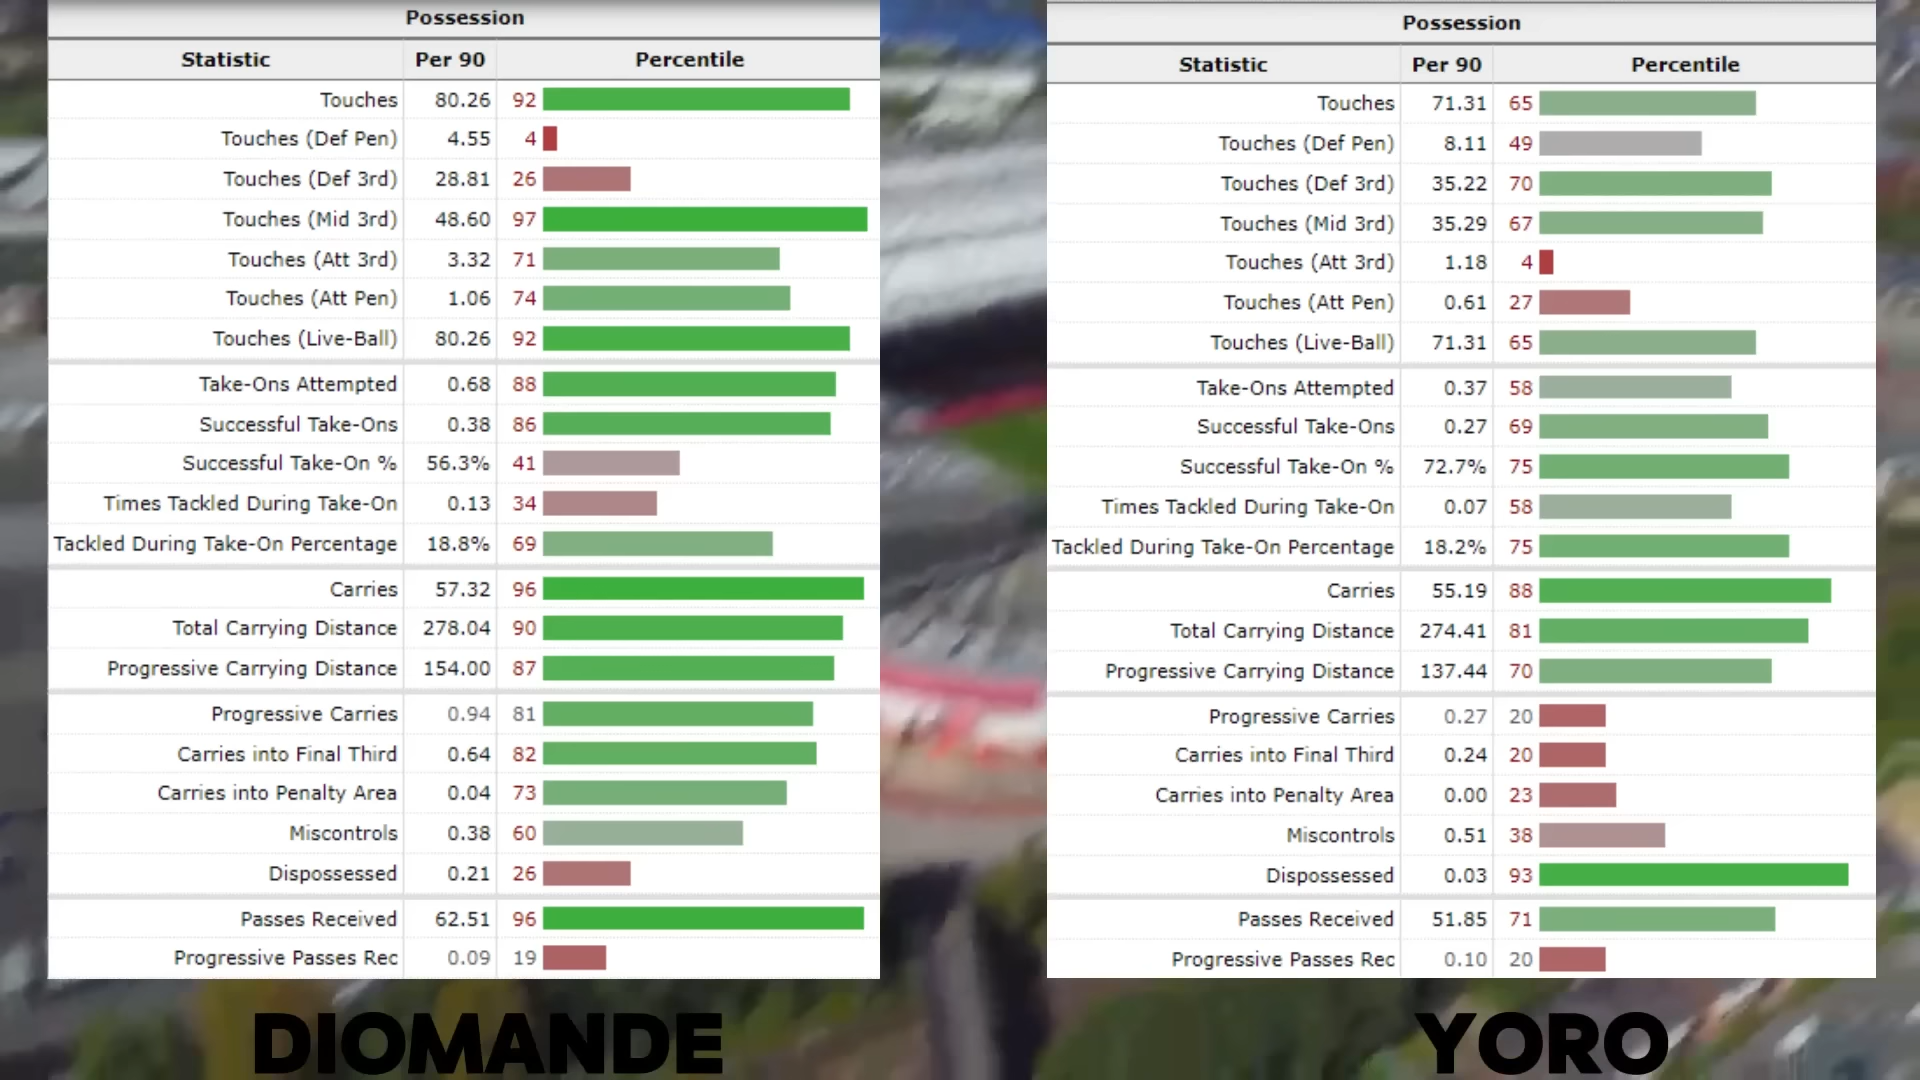 Possession
Statistic Per 90 Percentile
Touches 80.26 92
Touches (Def Pen) 4.55 4
Touches (Def 3rd) 28.81 26
Touches (Mid 3rd) 48.60 97
Touches (Att 3rd) 3.32 71
Touches (Att Pen) 1.06 74
Touches (Live-Ball) 80.26 92
Take-Ons Attempted 0.68 88
Successful Take-Ons 0.38 86
Successful Take-On % 56.3% 41
Times Tackled During Take-On 0.13 34
Tackled During Take-On Percentage 18.8% 69
Carries 57.32 96
Total Carrying Distance 278.04 90
Progressive Carrying Distance 154.00 87
Progressive Carries 0.94 81
Carries into Final Third 0.64 82
Carries into Penalty Area 0.04 73
Miscontrols 0.38 60
Dispossessed 0.21 26
Passes Received 62.51 96
Progressive Passes Rec 0.09 19
DIOMANDE
Possession
Statistic Per 90 Percentile
Touches 71.31 65
Touches (Def Pen) 8.11 49
Touches (Def 3rd) 35.22 70
Touches (Mid 3rd) 35.29 67
Touches (Att 3rd) 1.18 4
Touches (Att Pen) 0.61 27
Touches (Live-Ball) 71.31 65
Take-Ons Attempted 0.37 58
Successful Take-Ons 0.27 69
Successful Take-On % 72.7% 75
Times Tackled During Take-On 0.07 58
Tackled During Take-On Percentage 18.2% 75
Carries 55.19 88
Total Carrying Distance 274.41 81
Progressive Carrying Distance 137.44 70
Progressive Carries 0.27 20
Carries into Final Third 0.24 20
Carries into Penalty Area 0.00 23
Miscontrols 0.51 38
Dispossessed 0.03 93
Passes Received 51.85 71
Progressive Passes Rec 0.10 20
YORO